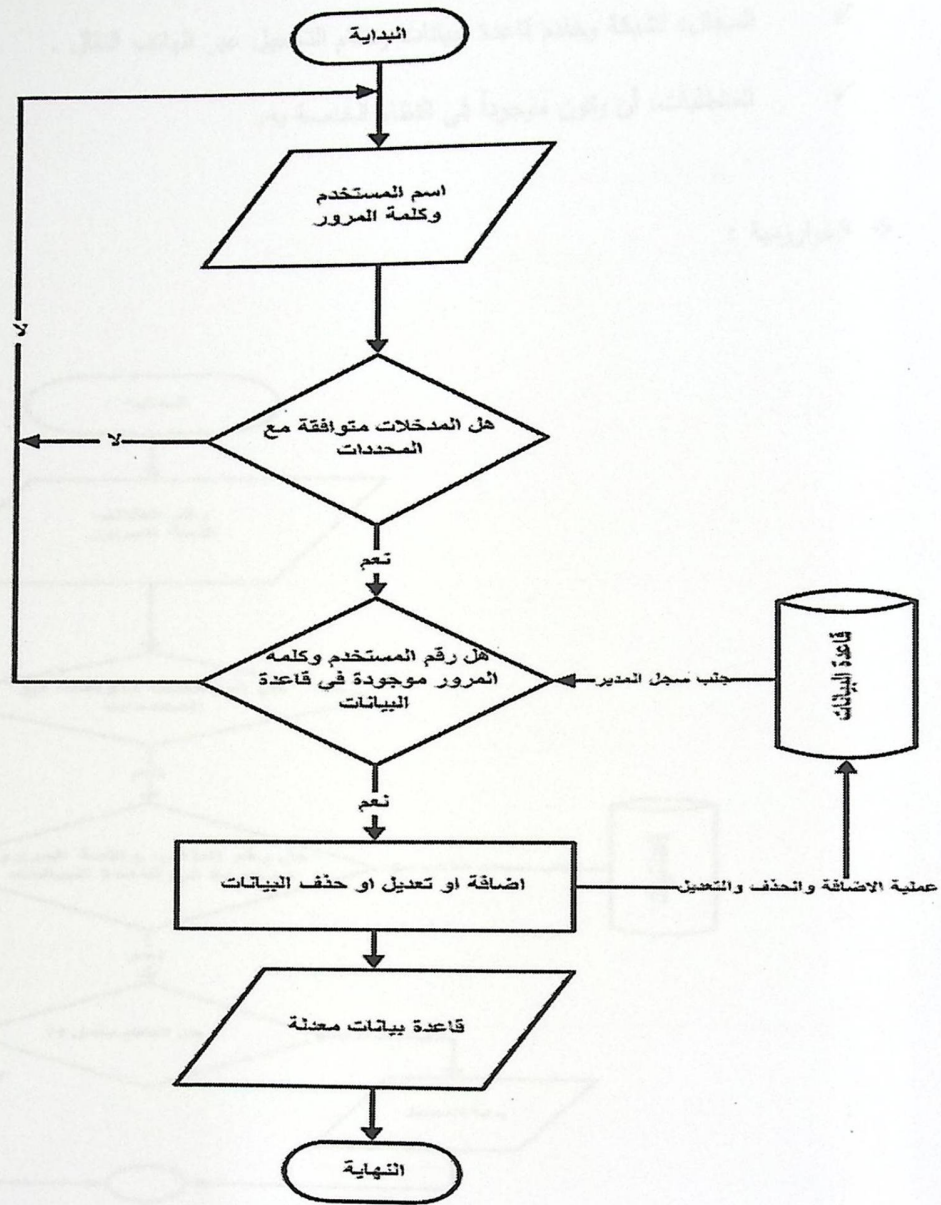 البداية
اسم المستخدم
وكلمة المرور
هل المدخلات متوافقة مع
المحددات
لا
لا
نعم
هل رقم المستخدم وكلمه
المرور موجودة في قاعدة
البيانات
جلب سجل المدير
قاعدة البيانات
نعم
اضافة او تعديل او حذف البيانات
عملية الاضافة والحذف والتعديل
قاعدة بيانات معدلة
النهاية